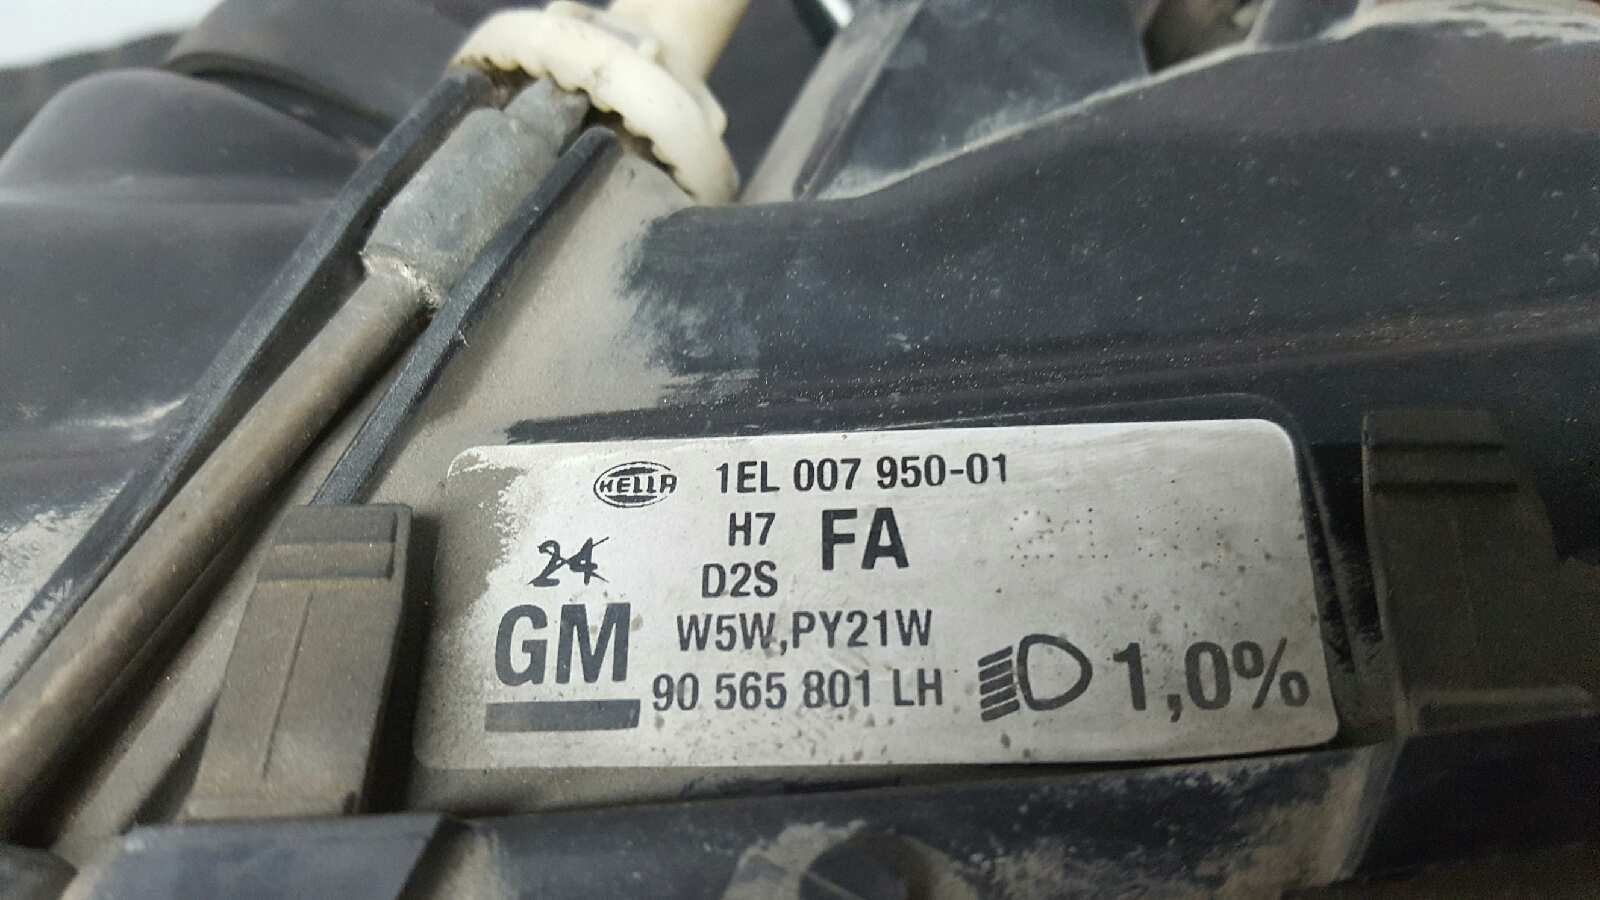 HELLA 1EL 007 950-01
H7 FA
D2S
24
GM
W5W,PY21W
90 565 801 LH
1,0%